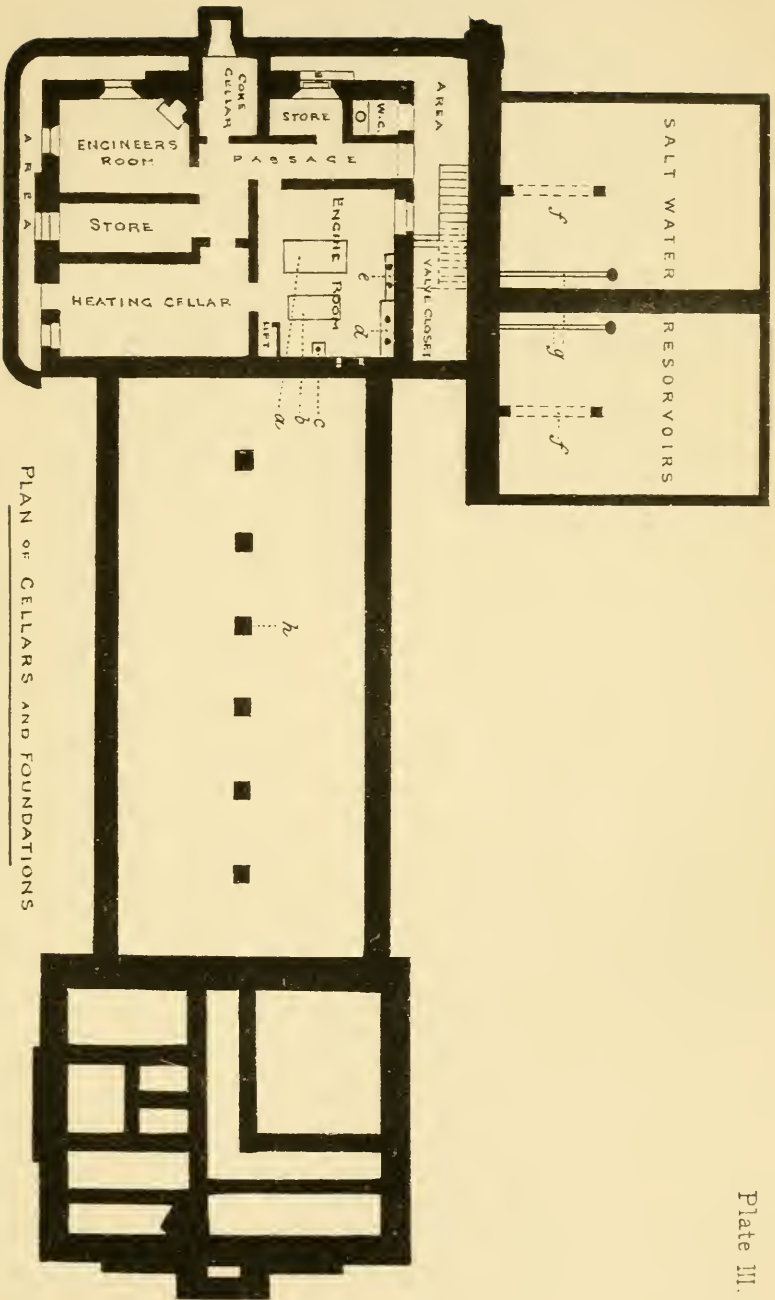 Plate III.
SALT WATER RESORVOIRS
f
g
f
AREA
VALVE CLOSET
W.C.
STORE
COKE
CELLAR
PASSAGE
ENGINE ROOM
e
d
LIFT
c
b
a
ENGINEERS
ROOM
STORE
HEATING CELLAR
AREA
h
PLAN OF CELLARS AND FOUNDATIONS